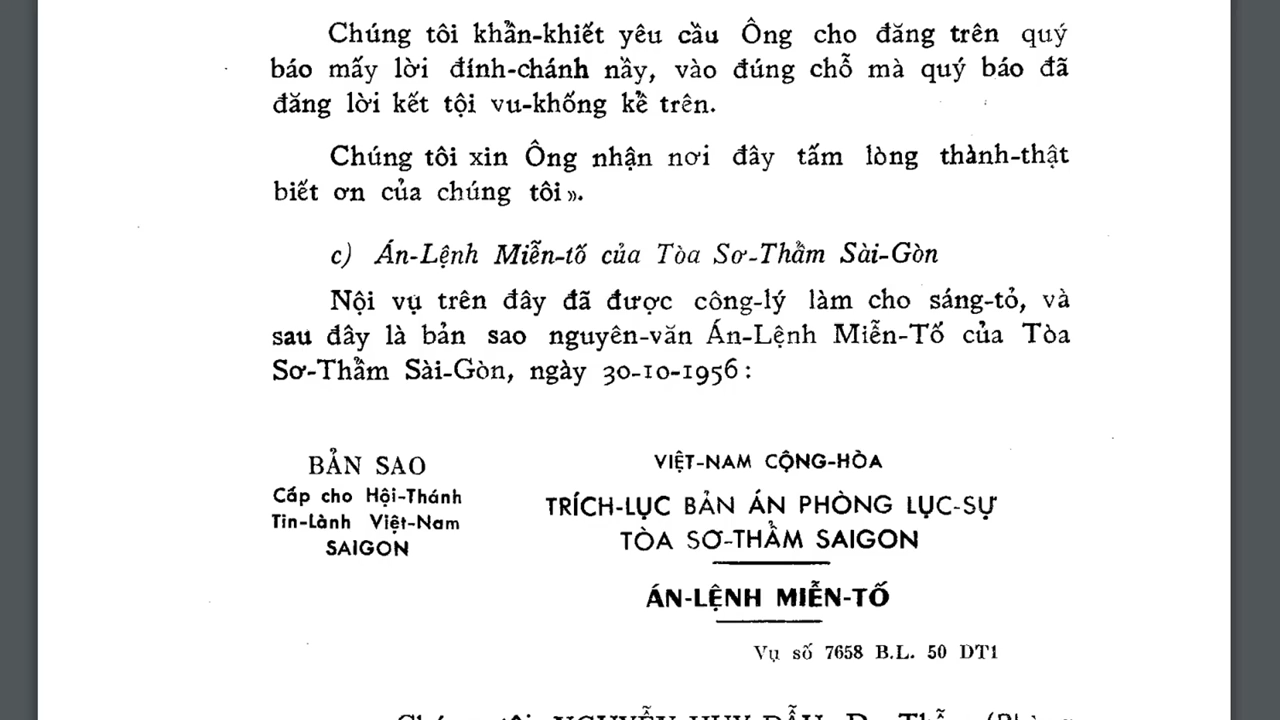 Chúng tôi khẩn-khiết yêu cầu Ông cho đăng trên quý
báo mấy lời đính-chánh nầy, vào đúng chỗ mà quý báo đã
đăng lời kết tội vu-khống kể trên.
Chúng tôi xin Ông nhận nơi đây tấm lòng thành-thật
biết ơn của chúng tôi».
c) Án-Lệnh Miễn-tố của Tòa Sơ-Thẩm Sài-Gòn
Nội vụ trên đây đã được công-lý làm cho sáng-tỏ, và
sau đây là bản sao nguyên-văn Án-Lệnh Miễn-Tố của Tòa
Sơ-Thẩm Sài-Gòn, ngày 30-10-1956 :
BẢN SAO
Cấp cho Hội-Thánh
Tin-Lành Việt-Nam
SAIGON
VIỆT-NAM CỘNG-HÒA
TRÍCH-LỤC BẢN ÁN PHÒNG LỤC-SỰ
TÒA SƠ-THẨM SAIGON
ÁN-LỆNH MIỄN-TỐ
Vụ số 7658 B.L. 50 DT1